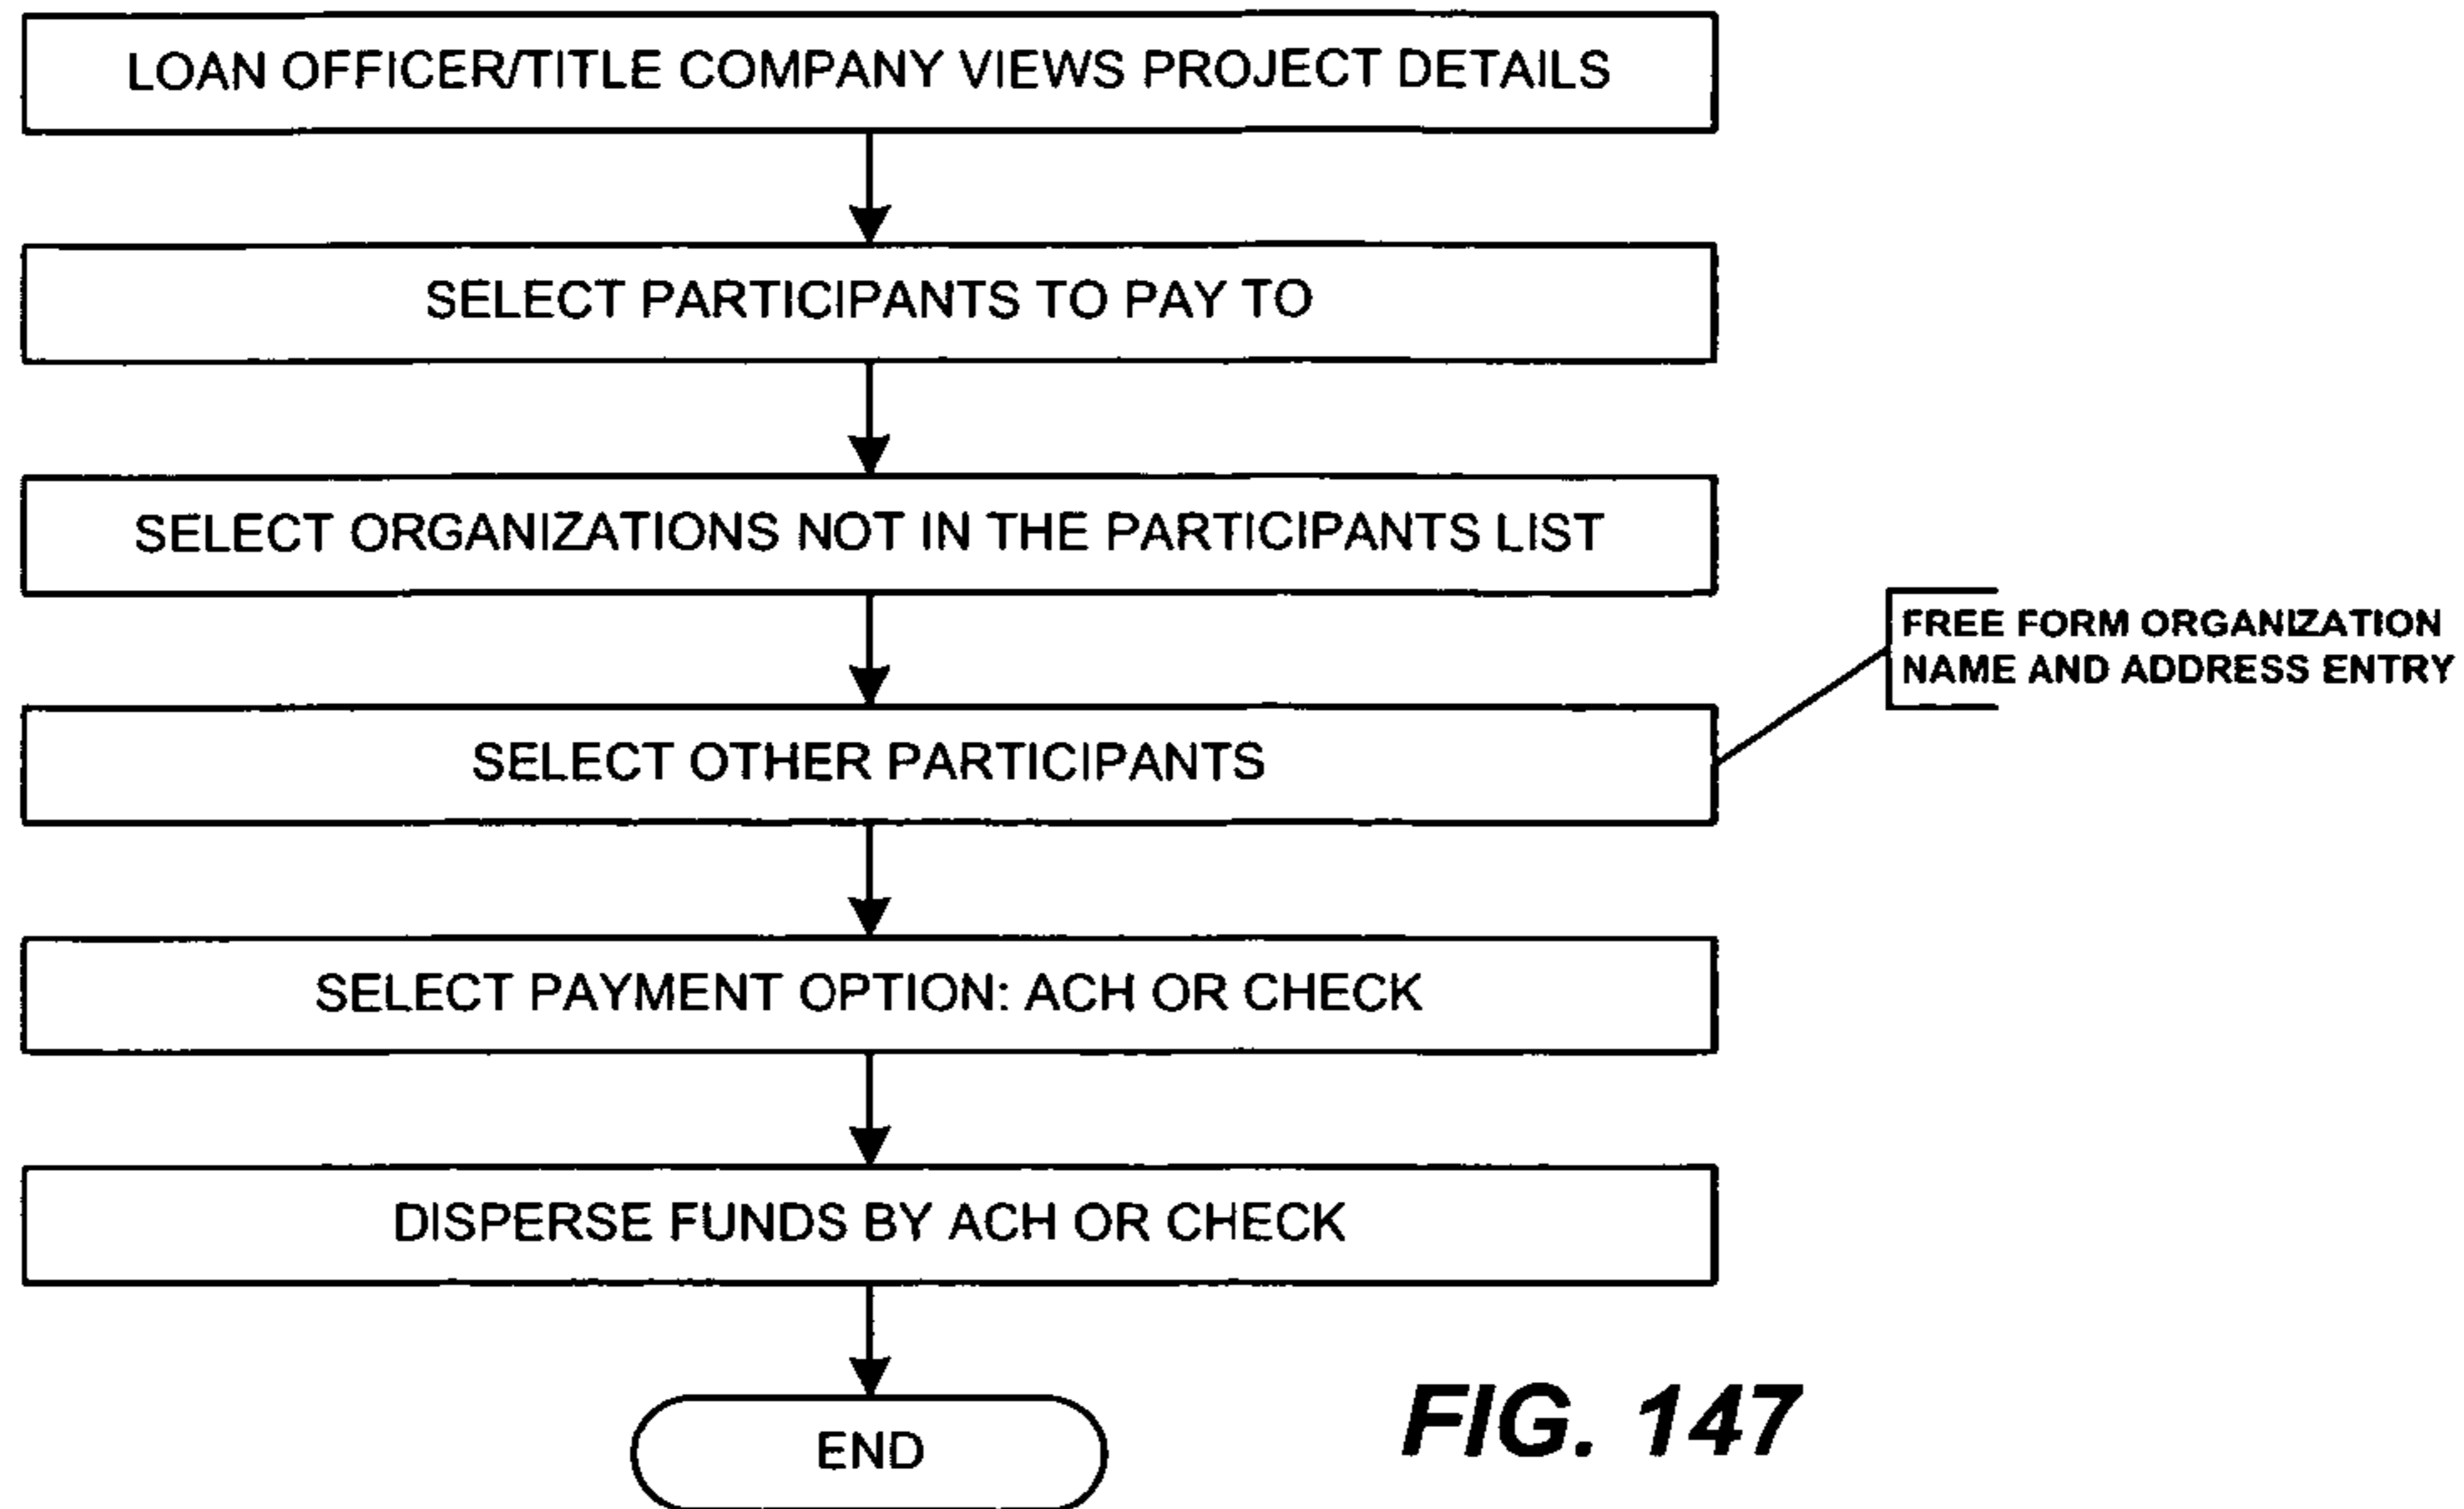 LOAN OFFICER/TITLE COMPANY VIEWS PROJECT DETAILS
SELECT PARTICIPANTS TO PAY TO
SELECT ORGANIZATIONS NOT IN THE PARTICIPANTS LIST
FREE FORM ORGANIZATION
NAME AND ADDRESS ENTRY
SELECT OTHER PARTICIPANTS
SELECT PAYMENT OPTION: ACH OR CHECK
DISPERSE FUNDS BY ACH OR CHECK
END
FIG. 147